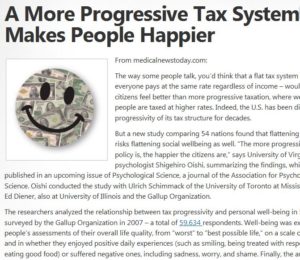 A More Progressive Tax System
Makes People Happier
From medicalnewstoday.com:
The way some people talk, you'd think that a flat tax system
everyone pays at the same rate regardless of income – would
citizens feel better than more progressive taxation, where we
people are taxed at higher rates. Indeed, the U.S. has been di
progressivity of its tax structure for decades.
But a new study comparing 54 nations found that flattening
risks flattening social wellbeing as well. "The more progressi
policy is, the happier the citizens are," says University of Virg
psychologist Shigehiro Oishi, summarizing the findings, whi
published in an upcoming issue of Psychological Science, a journal of the Association for Psych
Science. Oishi conducted the study with Ulrich Schimmack of the University of Toronto at Missis
Ed Diener, also at University of Illinois and the Gallup Organization.
The researchers analyzed the relationship between tax progressivity and personal well-being in
surveyed by the Gallup Organization in 2007 – a total of 59,634 respondents. Well-being was ex
people's assessments of their overall life quality, from "worst" to "best possible life," on a scale o
and in whether they enjoyed positive daily experiences (such as smiling, being treated with resp
eating good food) or suffered negative ones, including sadness, worry, and shame. Finally, the a